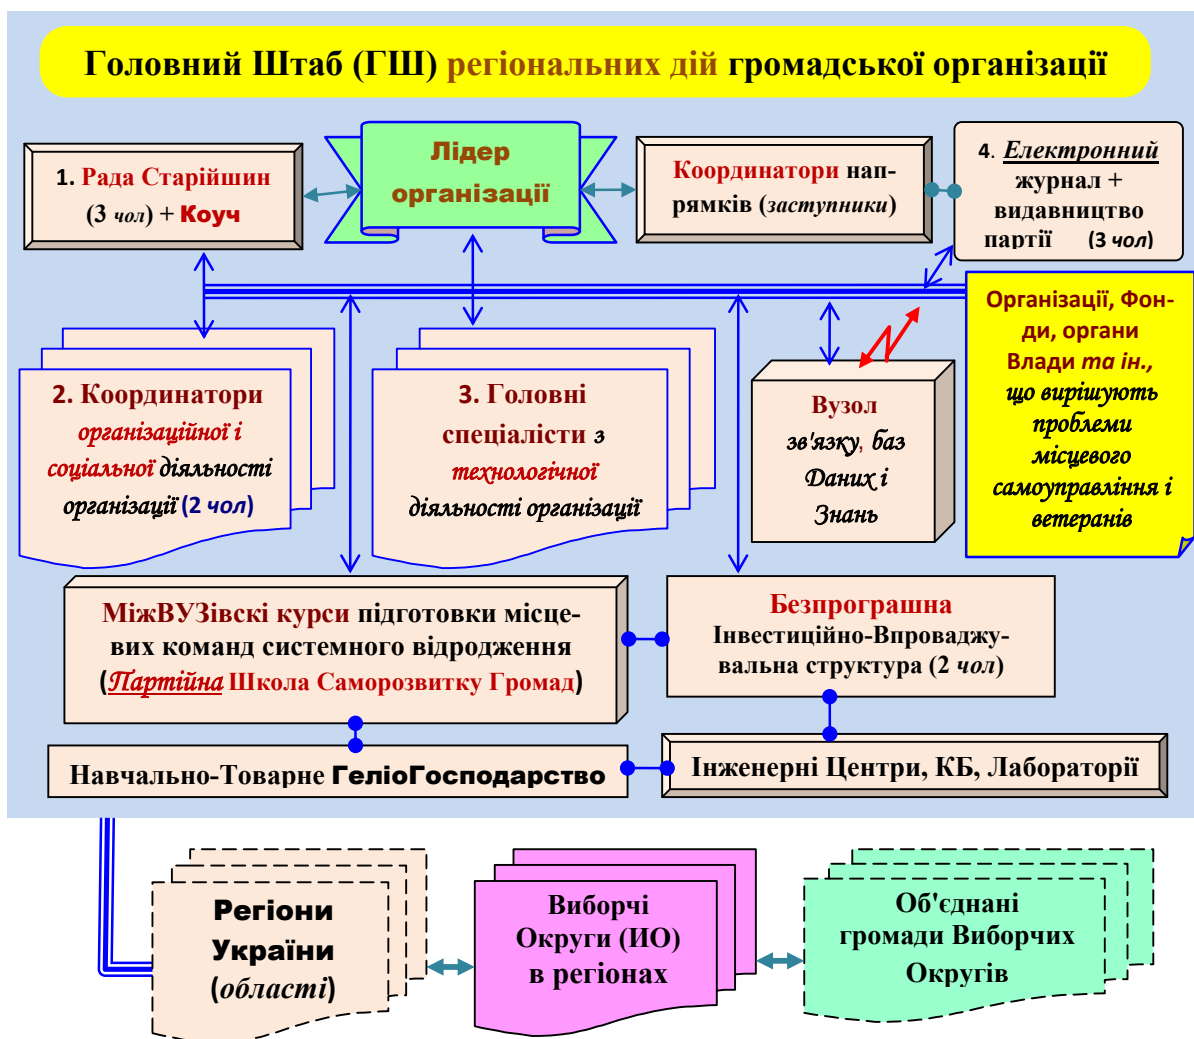 Головний Штаб (ГШ) регіональних дій громадської організації
1. Рада Старійшин
(3 чол) + Коуч
Лідер
організації
Координатори нап-
рямків (заступники)
4. Електронний
журнал +
видавництво
партії (3 чол)
Організації, Фон-
ди, органи
Влади та ін.,
що вирішують
проблеми
місцевого
самоуправління і
ветеранів
2. Координатори
організаційної і
соціальної діяльності
організації (2 чол)
3. Головні
спеціалісти з
технологічної
діяльності організації
Вузол
зв'язку, баз
Даних і
Знань
МіжВУЗівскі курси підготовки місце-
вих команд системного відродження
(Партійна Школа Саморозвитку Громад)
Безпрограшна
Інвестиційно-Впроваджу-
вальна структура (2 чол)
Навчально-Товарне ГеліоГосподарство
Інженерні Центри, КБ, Лабораторії
Регіони
України
(області)
Виборчі
Округи (ИО)
в регіонах
Об'єднані
громади Виборчих
Округів